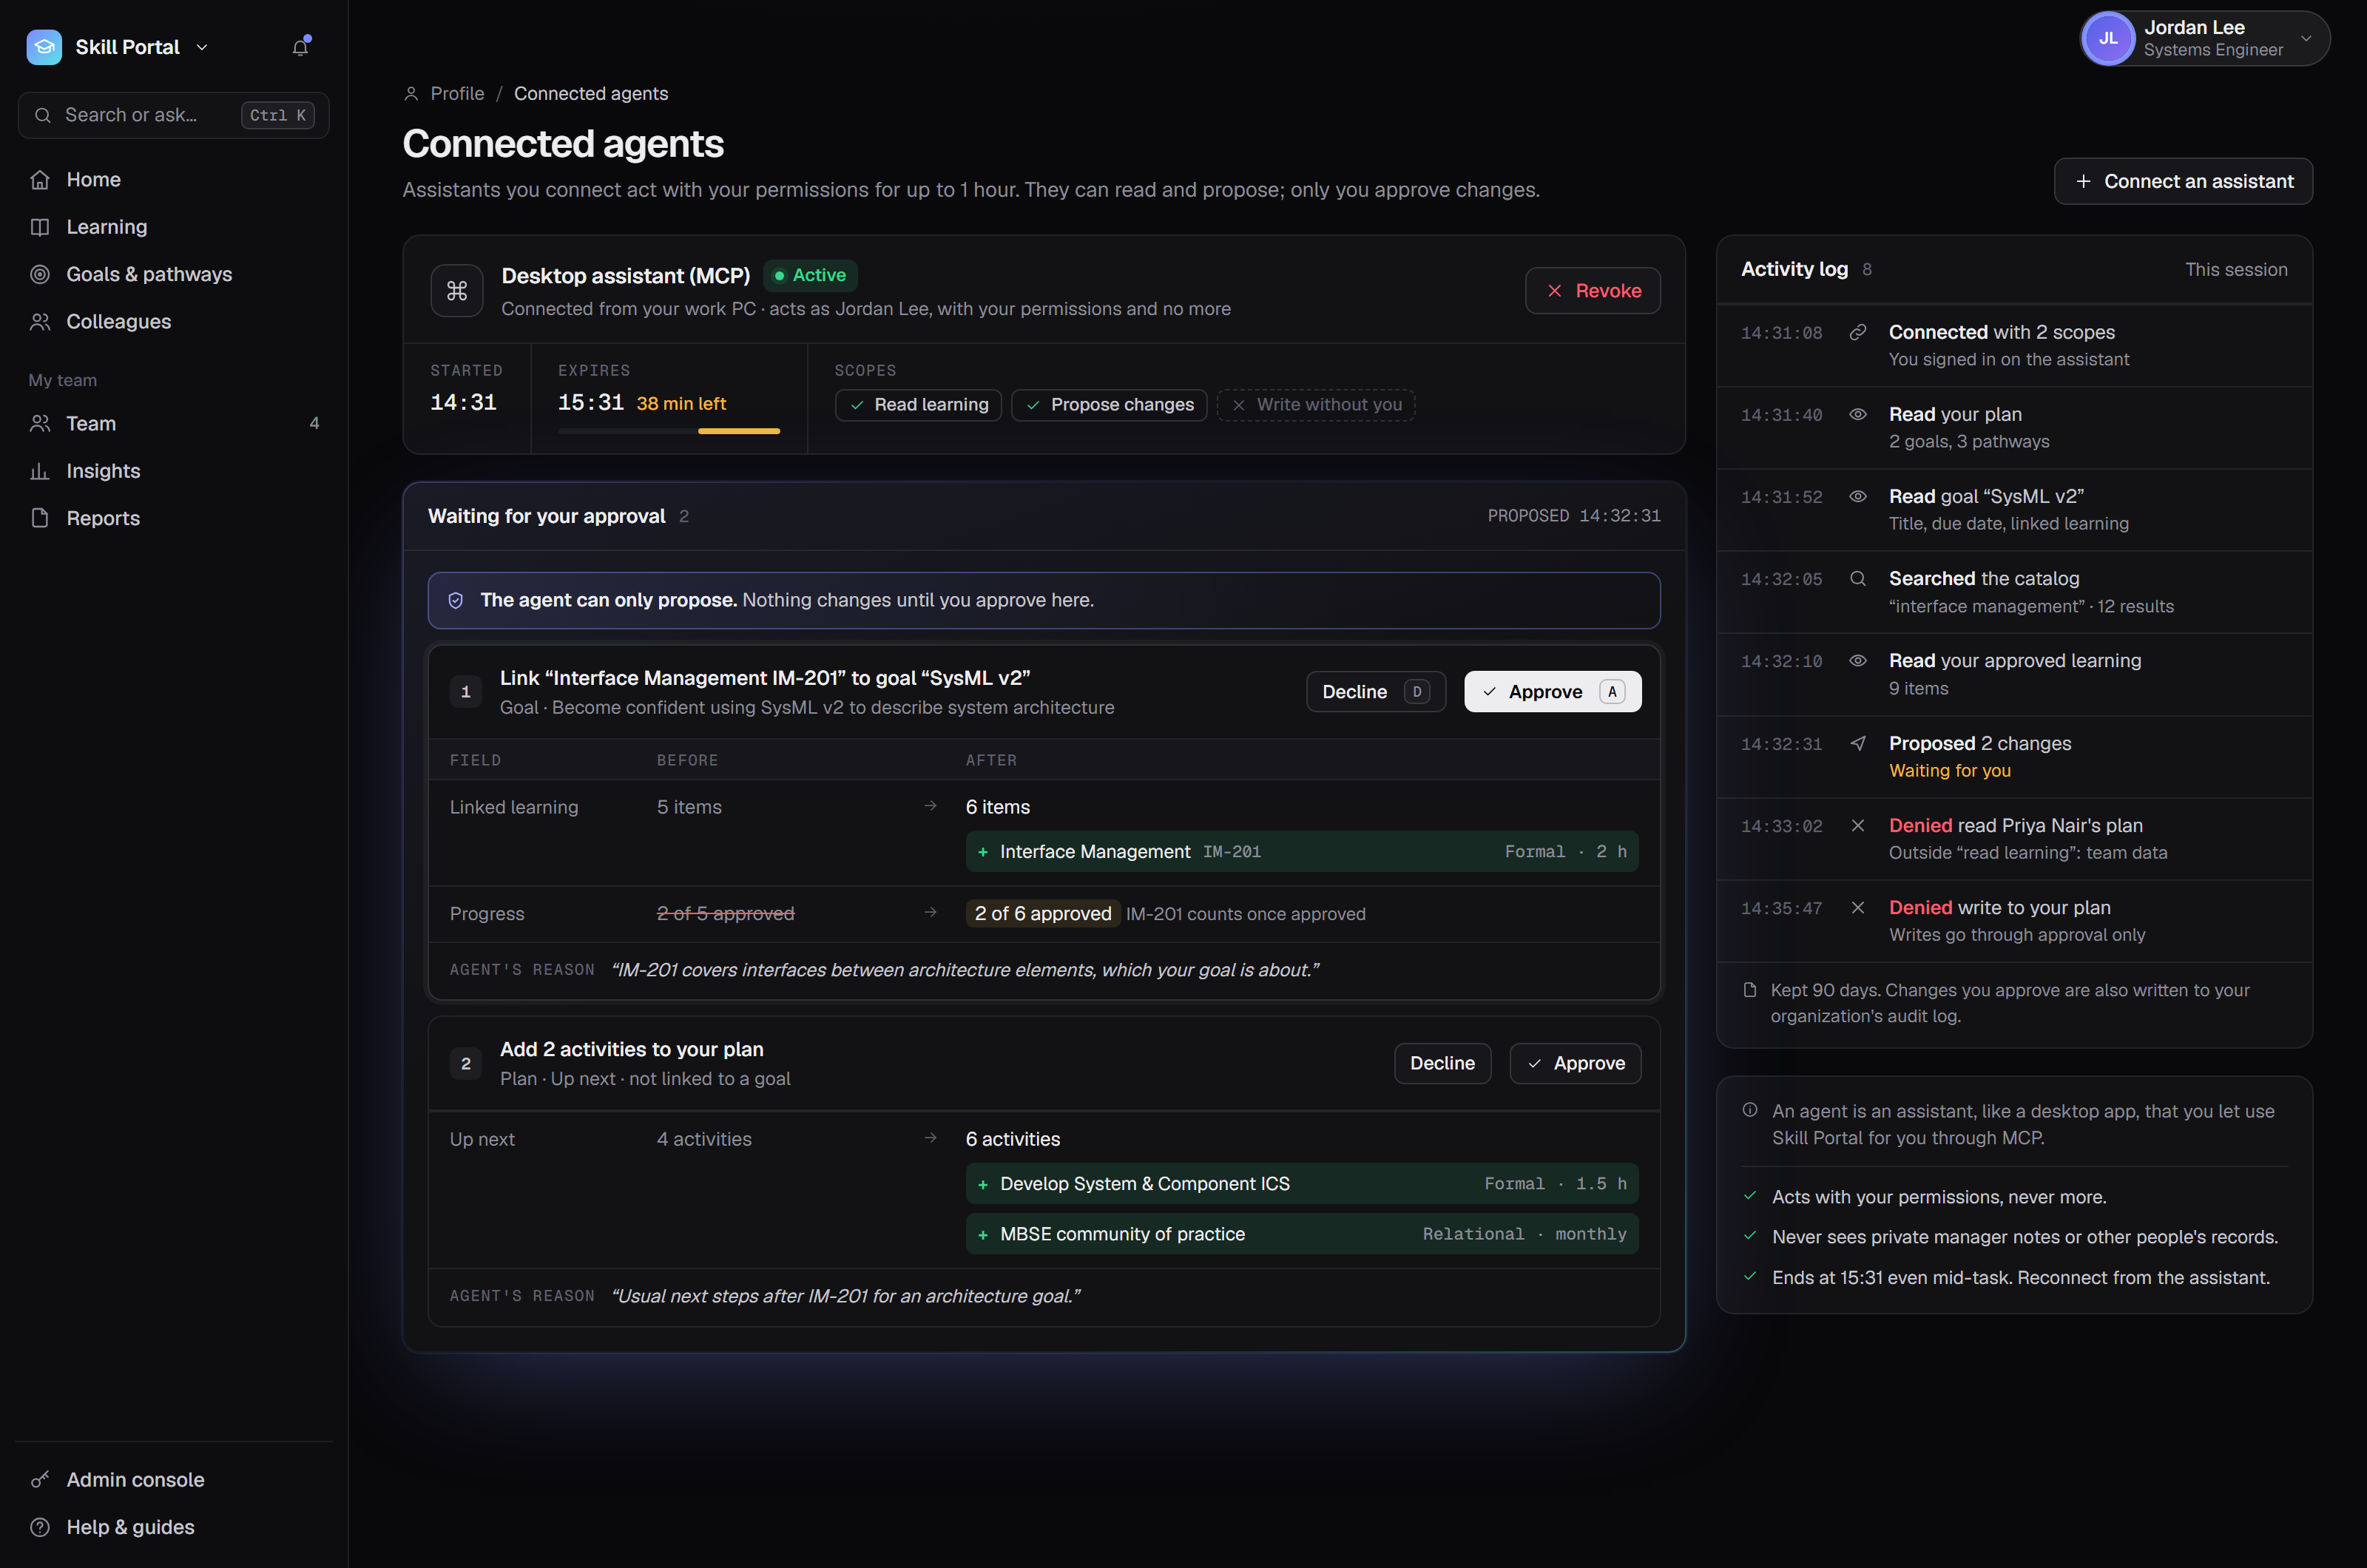 Skill Portal
Search or ask...
Ctrl K
Home
Learning
Goals & pathways
Colleagues
My team
Team 4
Insights
Reports
Admin console
Help & guides
JL
Jordan Lee
Systems Engineer
Profile / Connected agents
Connected agents
Assistants you connect act with your permissions for up to 1 hour. They can read and propose; only you approve changes.
Connect an assistant
Desktop assistant (MCP) Active
Connected from your work PC · acts as Jordan Lee, with your permissions and no more
Revoke
STARTED
14:31
EXPIRES
15:31 38 min left
SCOPES
Read learning
Propose changes
Write without you
Waiting for your approval 2
PROPOSED 14:32:31
The agent can only propose. Nothing changes until you approve here.
1
Link “Interface Management IM-201” to goal “SysML v2”
Goal · Become confident using SysML v2 to describe system architecture
Decline D
Approve A
FIELD BEFORE AFTER
Linked learning 5 items → 6 items
+ Interface Management IM-201 Formal · 2 h
Progress 2 of 5 approved → 2 of 6 approved IM-201 counts once approved
AGENT'S REASON “IM-201 covers interfaces between architecture elements, which your goal is about.”
2
Add 2 activities to your plan
Plan · Up next · not linked to a goal
Decline
Approve
Up next 4 activities → 6 activities
+ Develop System & Component ICS Formal · 1.5 h
+ MBSE community of practice Relational · monthly
AGENT'S REASON “Usual next steps after IM-201 for an architecture goal.”
Activity log 8
This session
14:31:08 Connected with 2 scopes
You signed in on the assistant
14:31:40 Read your plan
2 goals, 3 pathways
14:31:52 Read goal “SysML v2”
Title, due date, linked learning
14:32:05 Searched the catalog
“interface management” · 12 results
14:32:10 Read your approved learning
9 items
14:32:31 Proposed 2 changes
Waiting for you
14:33:02 Denied read Priya Nair's plan
Outside “read learning”: team data
14:35:47 Denied write to your plan
Writes go through approval only
Kept 90 days. Changes you approve are also written to your
organization's audit log.
An agent is an assistant, like a desktop app, that you let use
Skill Portal for you through MCP.
Acts with your permissions, never more.
Never sees private manager notes or other people's records.
Ends at 15:31 even mid-task. Reconnect from the assistant.